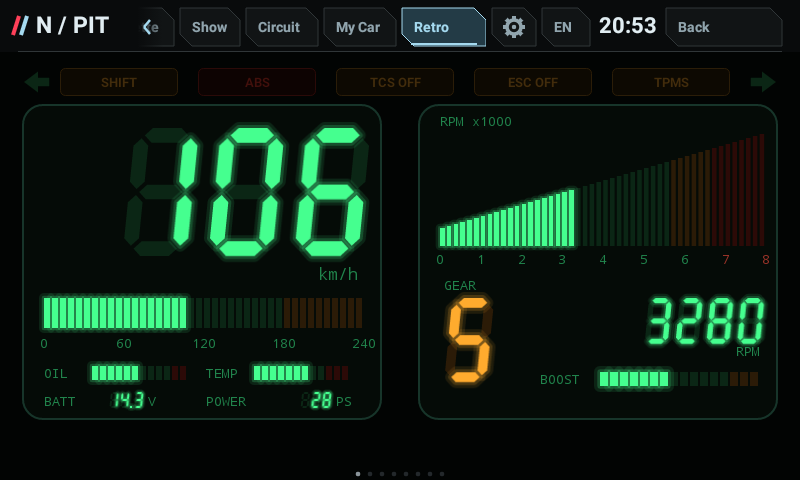 N / PIT
Show
Circuit
My Car
Retro
EN
20:53
Back
SHIFT
ABS
TCS OFF
ESC OFF
TPMS
106
km/h
0 60 120 180 240
OIL
TEMP
BATT 14.3 V
POWER 28 PS
RPM x1000
0 1 2 3 4 5 6 7 8
GEAR
5
3280
RPM
BOOST